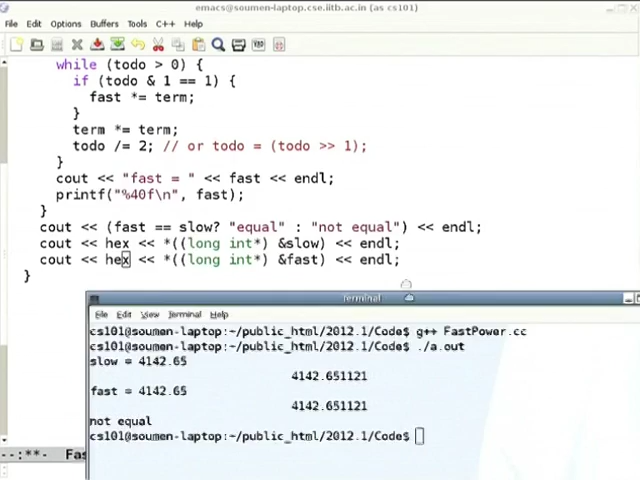 emacs@soumen-laptop.cse.iitb.ac.in (as cs101)
File Edit Options Buffers Tools C++ Help
while (todo > 0) {
if (todo & 1 == 1) {
fast *= term;
}
term *= term;
todo /= 2; // or todo = (todo >> 1);
}
cout << "fast = " << fast << endl;
printf("%40f\n", fast);
}
cout << (fast == slow? "equal" : "not equal") << endl;
cout << hex << *((long int*) &slow) << endl;
cout << hex << *((long int*) &fast) << endl;
}
Terminal
File Edit View Terminal Help
cs101@soumen-laptop:~/public_html/2012.1/Code$ g++ FastPower.cc
cs101@soumen-laptop:~/public_html/2012.1/Code$ ./a.out
slow = 4142.65
4142.651121
fast = 4142.65
4142.651121
not equal
cs101@soumen-laptop:~/public_html/2012.1/Code$
--:**- Fas